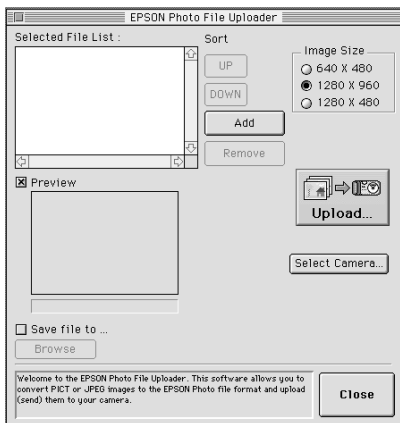 EPSON Photo File Uploader
Selected File List :
Sort
UP
DOWN
Add
Remove
Image Size
640 X 480
1280 X 960
1280 X 480
Preview
Upload...
Select Camera...
Save file to ...
Browse
Welcome to the EPSON Photo File Uploader. This software allows you to
convert PICT or JPEG images to the EPSON Photo file format and upload
(send) them to your camera.
Close